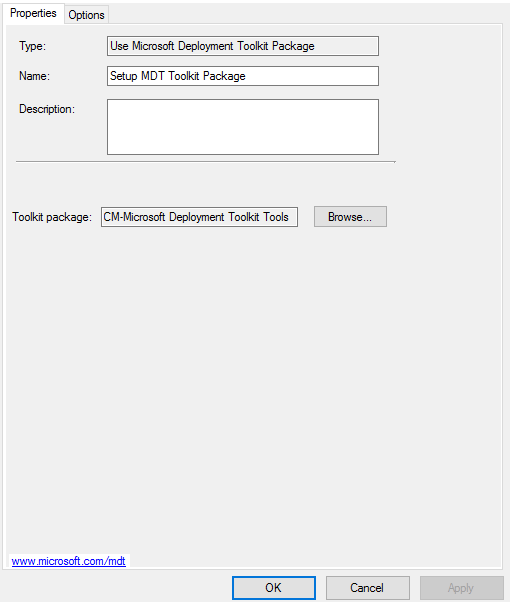 Properties
Options
Type:
Use Microsoft Deployment Toolkit Package
Name:
Setup MDT Toolkit Package
Description:
Toolkit package:
CM-Microsoft Deployment Toolkit Tools
Browse...
www.microsoft.com/mdt
OK
Cancel
Apply